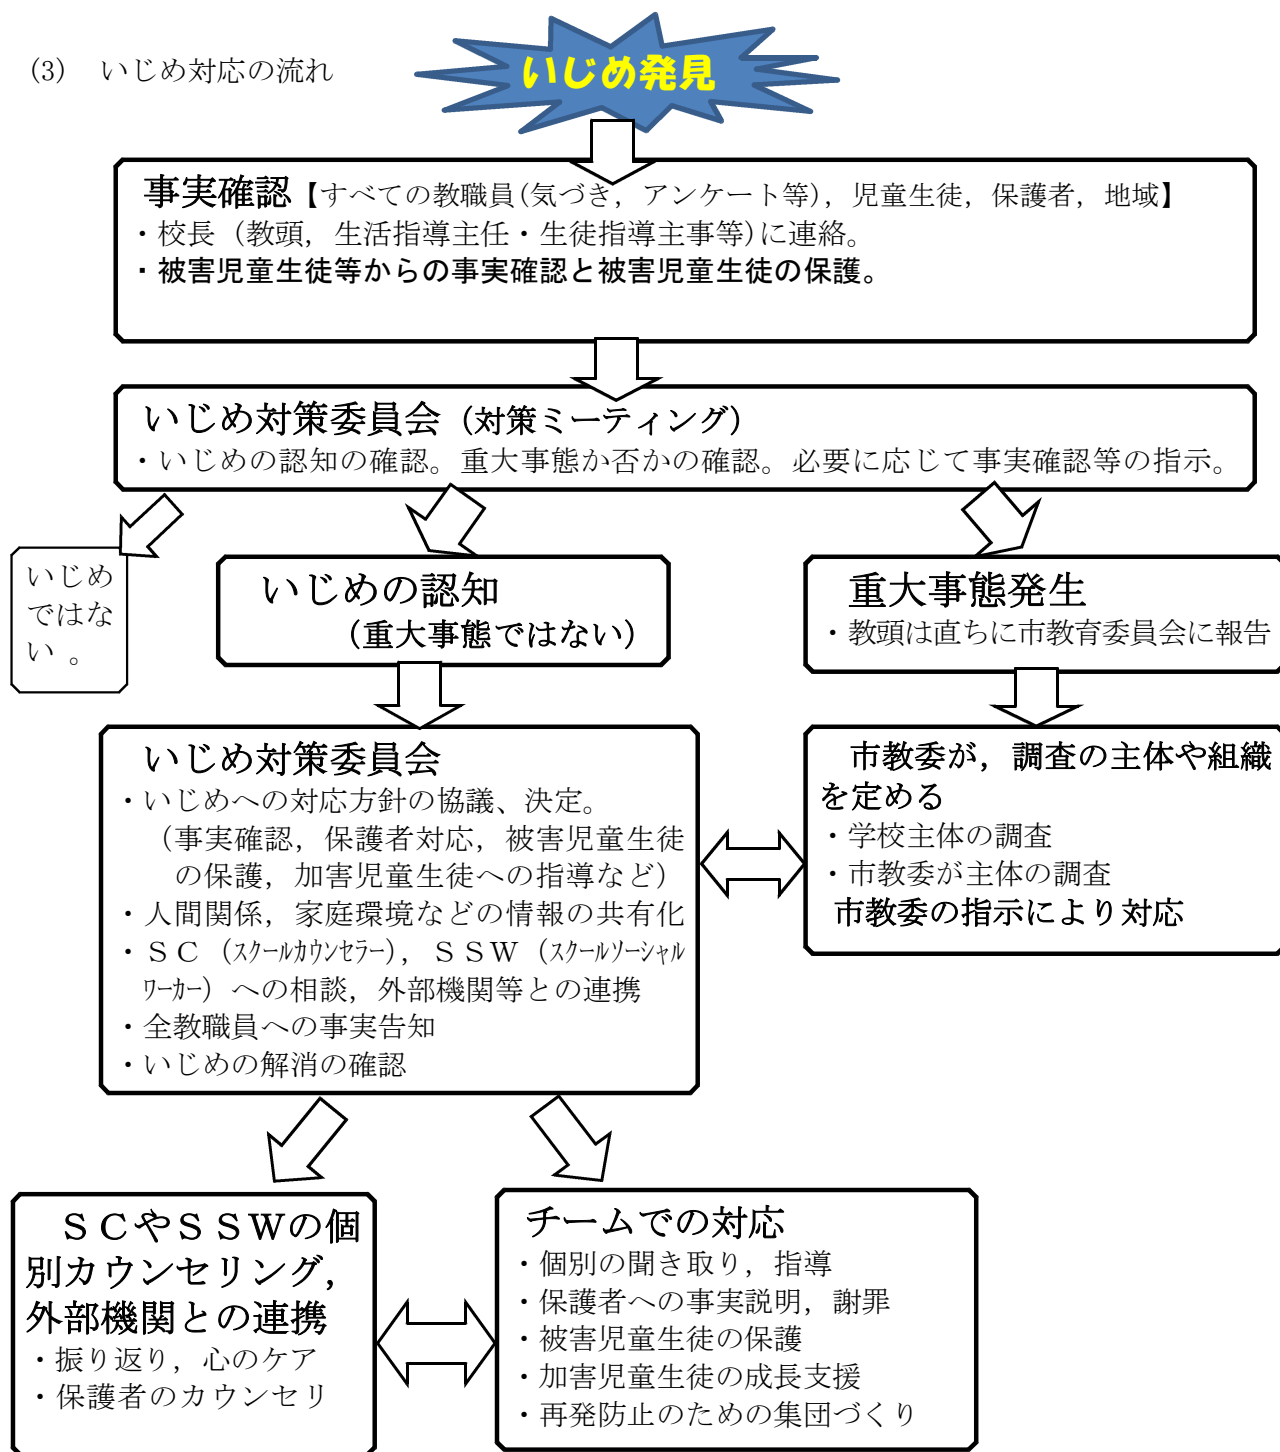 (3) いじめ対応の流れ
いじめ発見
事実確認【すべての教職員(気づき，アンケート等)，児童生徒，保護者，地域】
・校長（教頭，生活指導主任・生徒指導主事等)に連絡。
・被害児童生徒等からの事実確認と被害児童生徒の保護。
いじめ対策委員会（対策ミーティング）
・いじめの認知の確認。重大事態か否かの確認。必要に応じて事実確認等の指示。
いじめ
ではな
い 。
いじめの認知
（重大事態ではない）
重大事態発生
・教頭は直ちに市教育委員会に報告
いじめ対策委員会
・いじめへの対応方針の協議、決定。
（事実確認，保護者対応，被害児童生徒
の保護，加害児童生徒への指導など）
・人間関係，家庭環境などの情報の共有化
・ＳＣ（ｽｸｰﾙｶｳﾝｾﾗｰ)，ＳＳＷ（ｽｸｰﾙｿｰｼｬﾙ
ﾜｰｶｰ）への相談，外部機関等との連携
・全教職員への事実告知
・いじめの解消の確認
市教委が，調査の主体や組織
を定める
・学校主体の調査
・市教委が主体の調査
市教委の指示により対応
ＳＣやＳＳＷの個
別カウンセリング，
外部機関との連携
・振り返り，心のケア
・保護者のカウンセリ
チームでの対応
・個別の聞き取り，指導
・保護者への事実説明，謝罪
・被害児童生徒の保護
・加害児童生徒の成長支援
・再発防止のための集団づくり